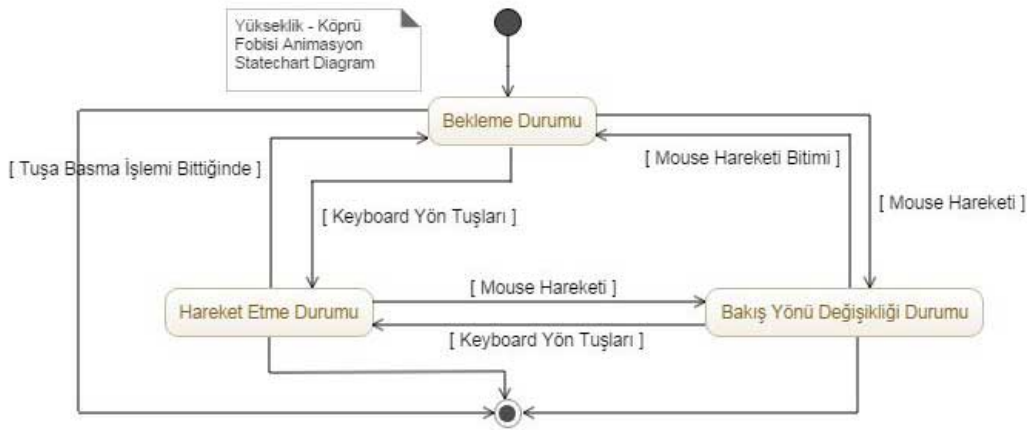 Yükseklik - Köprü
Fobisi Animasyon
Statechart Diagram
Bekleme Durumu
[ Tuşa Basma İşlemi Bittiğinde ]
[ Mouse Hareketi Bitimi ]
[ Mouse Hareketi ]
[ Keyboard Yön Tuşları ]
[ Mouse Hareketi ]
Hareket Etme Durumu
Bakış Yönü Değişikliği Durumu
[ Keyboard Yön Tuşları ]